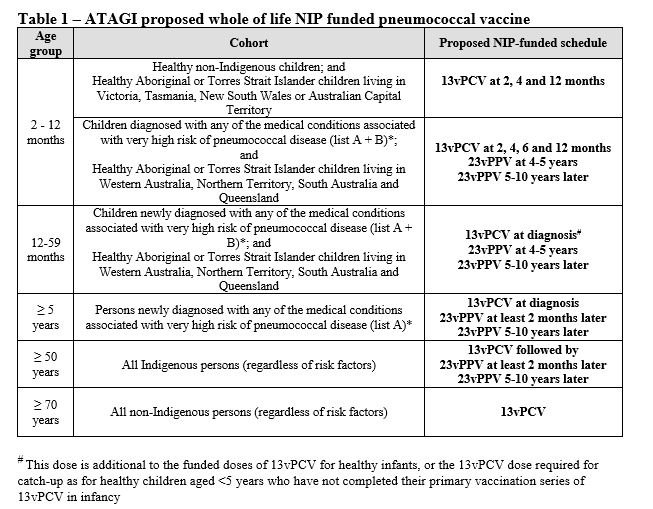 Table 1 – ATAGI proposed whole of life NIP funded pneumococcal vaccine
Age group
Cohort
Proposed NIP-funded schedule
2 - 12 months
Healthy non-Indigenous children; and
Healthy Aboriginal or Torres Strait Islander children living in
Victoria, Tasmania, New South Wales or Australian Capital
Territory
13vPCV at 2, 4 and 12 months
Children diagnosed with any of the medical conditions associated
with very high risk of pneumococcal disease (list A + B)*;
and
Healthy Aboriginal or Torres Strait Islander children living in
Western Australia, Northern Territory, South Australia and
Queensland
13vPCV at 2, 4, 6 and 12 months
23vPPV at 4-5 years
23vPPV 5-10 years later
12-59
months
Children newly diagnosed with any of the medical conditions
associated with very high risk of pneumococcal disease (list A +
B)*; and
Healthy Aboriginal or Torres Strait Islander children living in
Western Australia, Northern Territory, South Australia and
Queensland
13vPCV at diagnosis#
23vPPV at 4-5 years
23vPPV 5-10 years later
≥ 5
years
Persons newly diagnosed with any of the medical conditions
associated with very high risk of pneumococcal disease (list A)*
13vPCV at diagnosis
23vPPV at least 2 months later
23vPPV 5-10 years later
≥ 50
years
All Indigenous persons (regardless of risk factors)
13vPCV followed by
23vPPV at least 2 months later
23vPPV 5-10 years later
≥ 70
years
All non-Indigenous persons (regardless of risk factors)
13vPCV
# This dose is additional to the funded doses of 13vPCV for healthy infants, or the 13vPCV dose required for
catch-up as for healthy children aged <5 years who have not completed their primary vaccination series of
13vPCV in infancy